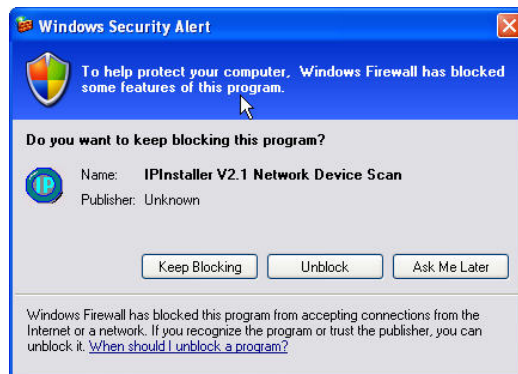 Windows Security Alert
To help protect your computer, Windows Firewall has blocked
some features of this program.
Do you want to keep blocking this program?
IP
Name: IPInstaller V2.1 Network Device Scan
Publisher: Unknown
Keep Blocking Unblock Ask Me Later
Windows Firewall has blocked this program from accepting connections from the
Internet or a network. If you recognize the program or trust the publisher, you can
unblock it. When should I unblock a program?